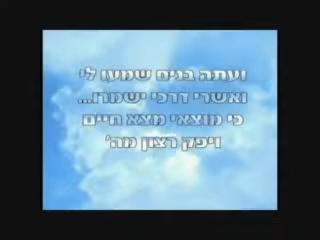 ועתה בנים שמעו לי
ואשרי דרכי ישמרו...
כי מוצאי מצא חיים
ויפק רצון מה'